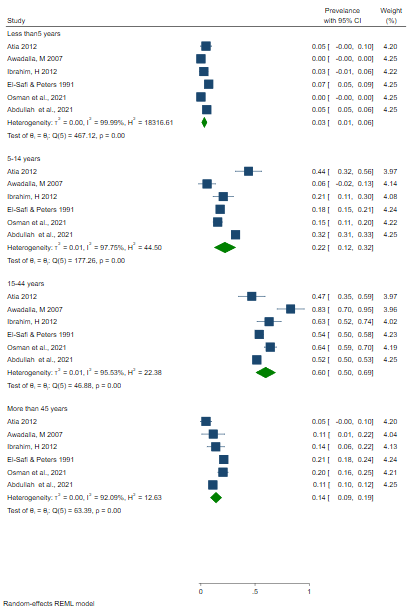 Prevelance Weight
Study with 95% CI (%)
Less than5 years
Atia 2012 0.05 [ -0.00, 0.10] 4.20
Awadalla, M 2007 0.00 [ -0.00, 0.00] 4.25
Ibrahim, H 2012 0.03 [ -0.01, 0.06] 4.22
El-Safi & Peters 1991 0.07 [ 0.05, 0.09] 4.25
Osman et al., 2021 0.00 [ -0.00, 0.00] 4.25
Abdullah et al., 2021 0.05 [ 0.05, 0.06] 4.25
Heterogeneity: τ² = 0.00, I² = 99.99%, H² = 18316.61 0.03 [ 0.01, 0.06]
Test of θᵢ = θⱼ: Q(5) = 467.12, p = 0.00
5-14 years
Atia 2012 0.44 [ 0.32, 0.56] 3.97
Awadalla, M 2007 0.06 [ -0.02, 0.13] 4.14
Ibrahim, H 2012 0.21 [ 0.11, 0.30] 4.08
El-Safi & Peters 1991 0.18 [ 0.15, 0.21] 4.24
Osman et al., 2021 0.15 [ 0.11, 0.20] 4.22
Abdullah et al., 2021 0.32 [ 0.31, 0.33] 4.25
Heterogeneity: τ² = 0.01, I² = 97.75%, H² = 44.50 0.22 [ 0.12, 0.32]
Test of θᵢ = θⱼ: Q(5) = 177.26, p = 0.00
15-44 years
Atia 2012 0.47 [ 0.35, 0.59] 3.97
Awadalla, M 2007 0.83 [ 0.70, 0.95] 3.96
Ibrahim, H 2012 0.63 [ 0.52, 0.74] 4.02
El-Safi & Peters 1991 0.54 [ 0.50, 0.58] 4.23
Osman et al., 2021 0.64 [ 0.59, 0.70] 4.19
Abdullah et al., 2021 0.52 [ 0.50, 0.53] 4.25
Heterogeneity: τ² = 0.01, I² = 95.53%, H² = 22.38 0.60 [ 0.50, 0.69]
Test of θᵢ = θⱼ: Q(5) = 46.88, p = 0.00
More than 45 years
Atia 2012 0.05 [ -0.00, 0.10] 4.20
Awadalla, M 2007 0.11 [ 0.01, 0.22] 4.04
Ibrahim, H 2012 0.14 [ 0.06, 0.22] 4.13
El-Safi & Peters 1991 0.21 [ 0.18, 0.24] 4.24
Osman et al., 2021 0.20 [ 0.16, 0.25] 4.21
Abdullah et al., 2021 0.11 [ 0.10, 0.12] 4.25
Heterogeneity: τ² = 0.00, I² = 92.09%, H² = 12.63 0.14 [ 0.09, 0.19]
Test of θᵢ = θⱼ: Q(5) = 63.39, p = 0.00
0 .5 1
Random-effects REML model